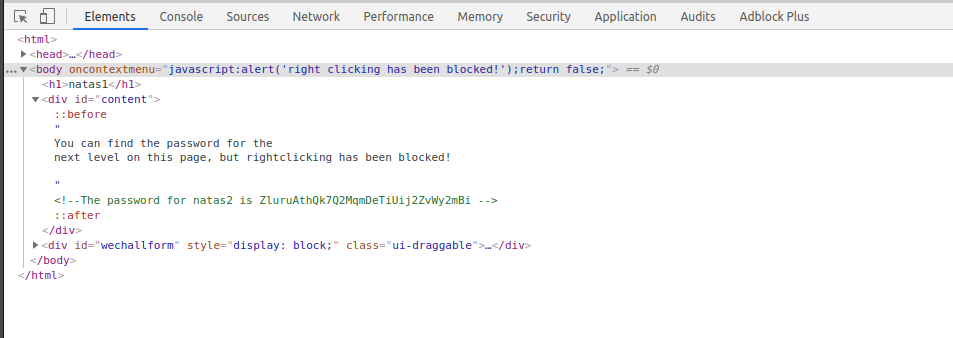 Elements Console Sources Network Performance Memory Security Application Audits Adblock Plus
<html>
<head>…</head>
<body oncontextmenu="javascript:alert('right clicking has been blocked!');return false;"> == $0
<h1>natas1</h1>
<div id="content">
::before
"
You can find the password for the
next level on this page, but rightclicking has been blocked!
"
<!--The password for natas2 is ZluruAthQk7Q2MqmDeTiUij2ZvWy2mBi -->
::after
</div>
<div id="wechallform" style="display: block;" class="ui-draggable">…</div>
</body>
</html>